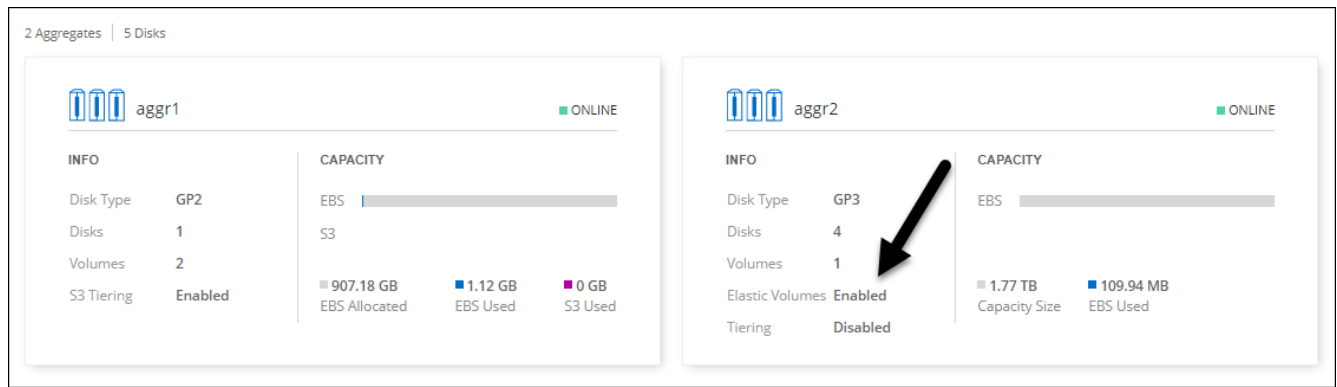 2 Aggregates | 5 Disks
aggr1
ONLINE
INFO
Disk Type GP2
Disks 1
Volumes 2
S3 Tiering Enabled
CAPACITY
EBS
S3
907.18 GB 1.12 GB 0 GB
EBS Allocated EBS Used S3 Used
aggr2
ONLINE
INFO
Disk Type GP3
Disks 4
Volumes 1
Elastic Volumes Enabled
Tiering Disabled
CAPACITY
EBS
1.77 TB 109.94 MB
Capacity Size EBS Used